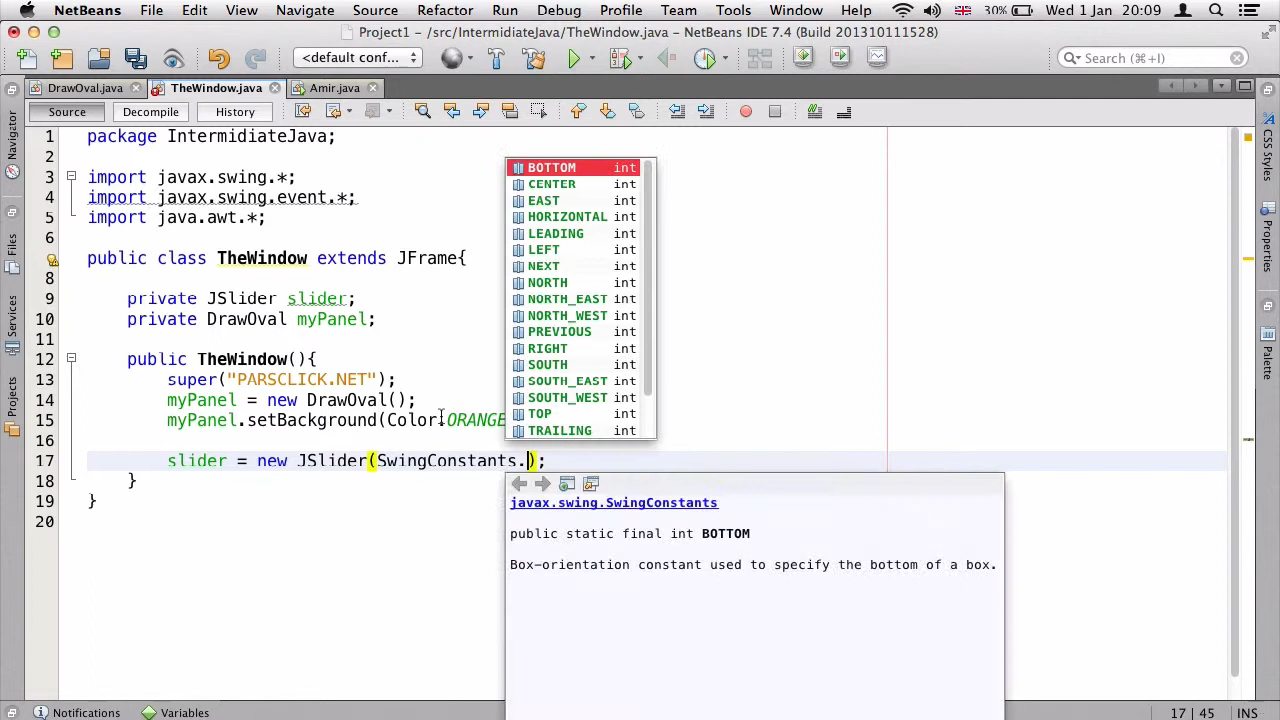 NetBeans File Edit View Navigate Source Refactor Run Debug Profile Team Tools Window Help 30% Wed 1 Jan 20:09
Project1 - /src/IntermidiateJava/TheWindow.java - NetBeans IDE 7.4 (Build 201310111528)
<default conf... Search (⌘+I)
DrawOval.java TheWindow.java Amir.java
Source Decompile History
Navigator
Files
Services
Projects
1 package IntermidiateJava;
2
3 import javax.swing.*;
4 import javax.swing.event.*;
5 import java.awt.*;
6
7 public class TheWindow extends JFrame{
8
9 private JSlider slider;
10 private DrawOval myPanel;
11
12 public TheWindow(){
13 super("PARSCLICK.NET");
14 myPanel = new DrawOval();
15 myPanel.setBackground(Color.ORANGE
16
17 slider = new JSlider(SwingConstants.);
18 }
19 }
20
BOTTOM int
CENTER int
EAST int
HORIZONTAL int
LEADING int
LEFT int
NEXT int
NORTH int
NORTH_EAST int
NORTH_WEST int
PREVIOUS int
RIGHT int
SOUTH int
SOUTH_EAST int
SOUTH_WEST int
TOP int
TRAILING int
javax.swing.SwingConstants
public static final int BOTTOM
Box-orientation constant used to specify the bottom of a box.
CSS Styles
Properties
Palette
Notifications Variables 17 | 45 INS